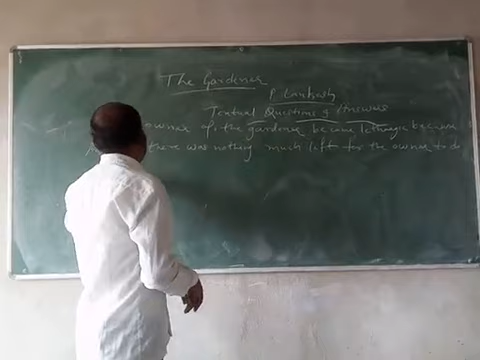 The Gardener
P. Lankesh
Textual Questions & Answers
owner of the gardener became lethargic because
there was nothing much left for the owner to do